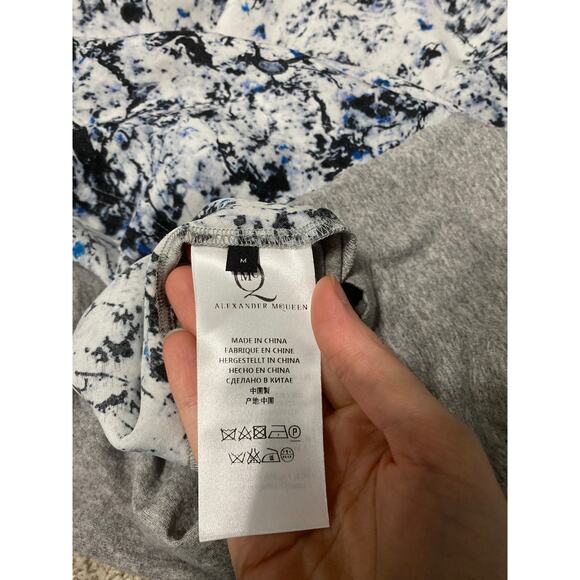 M
Mc
Q
ALEXANDER MCQUEEN
MADE IN CHINA
FABRIQUE EN CHINE
HERGESTELLT IN CHINA
HECHO EN CHINA
СДЕЛАНО В КИТАЕ
中国製
产地:中国
P